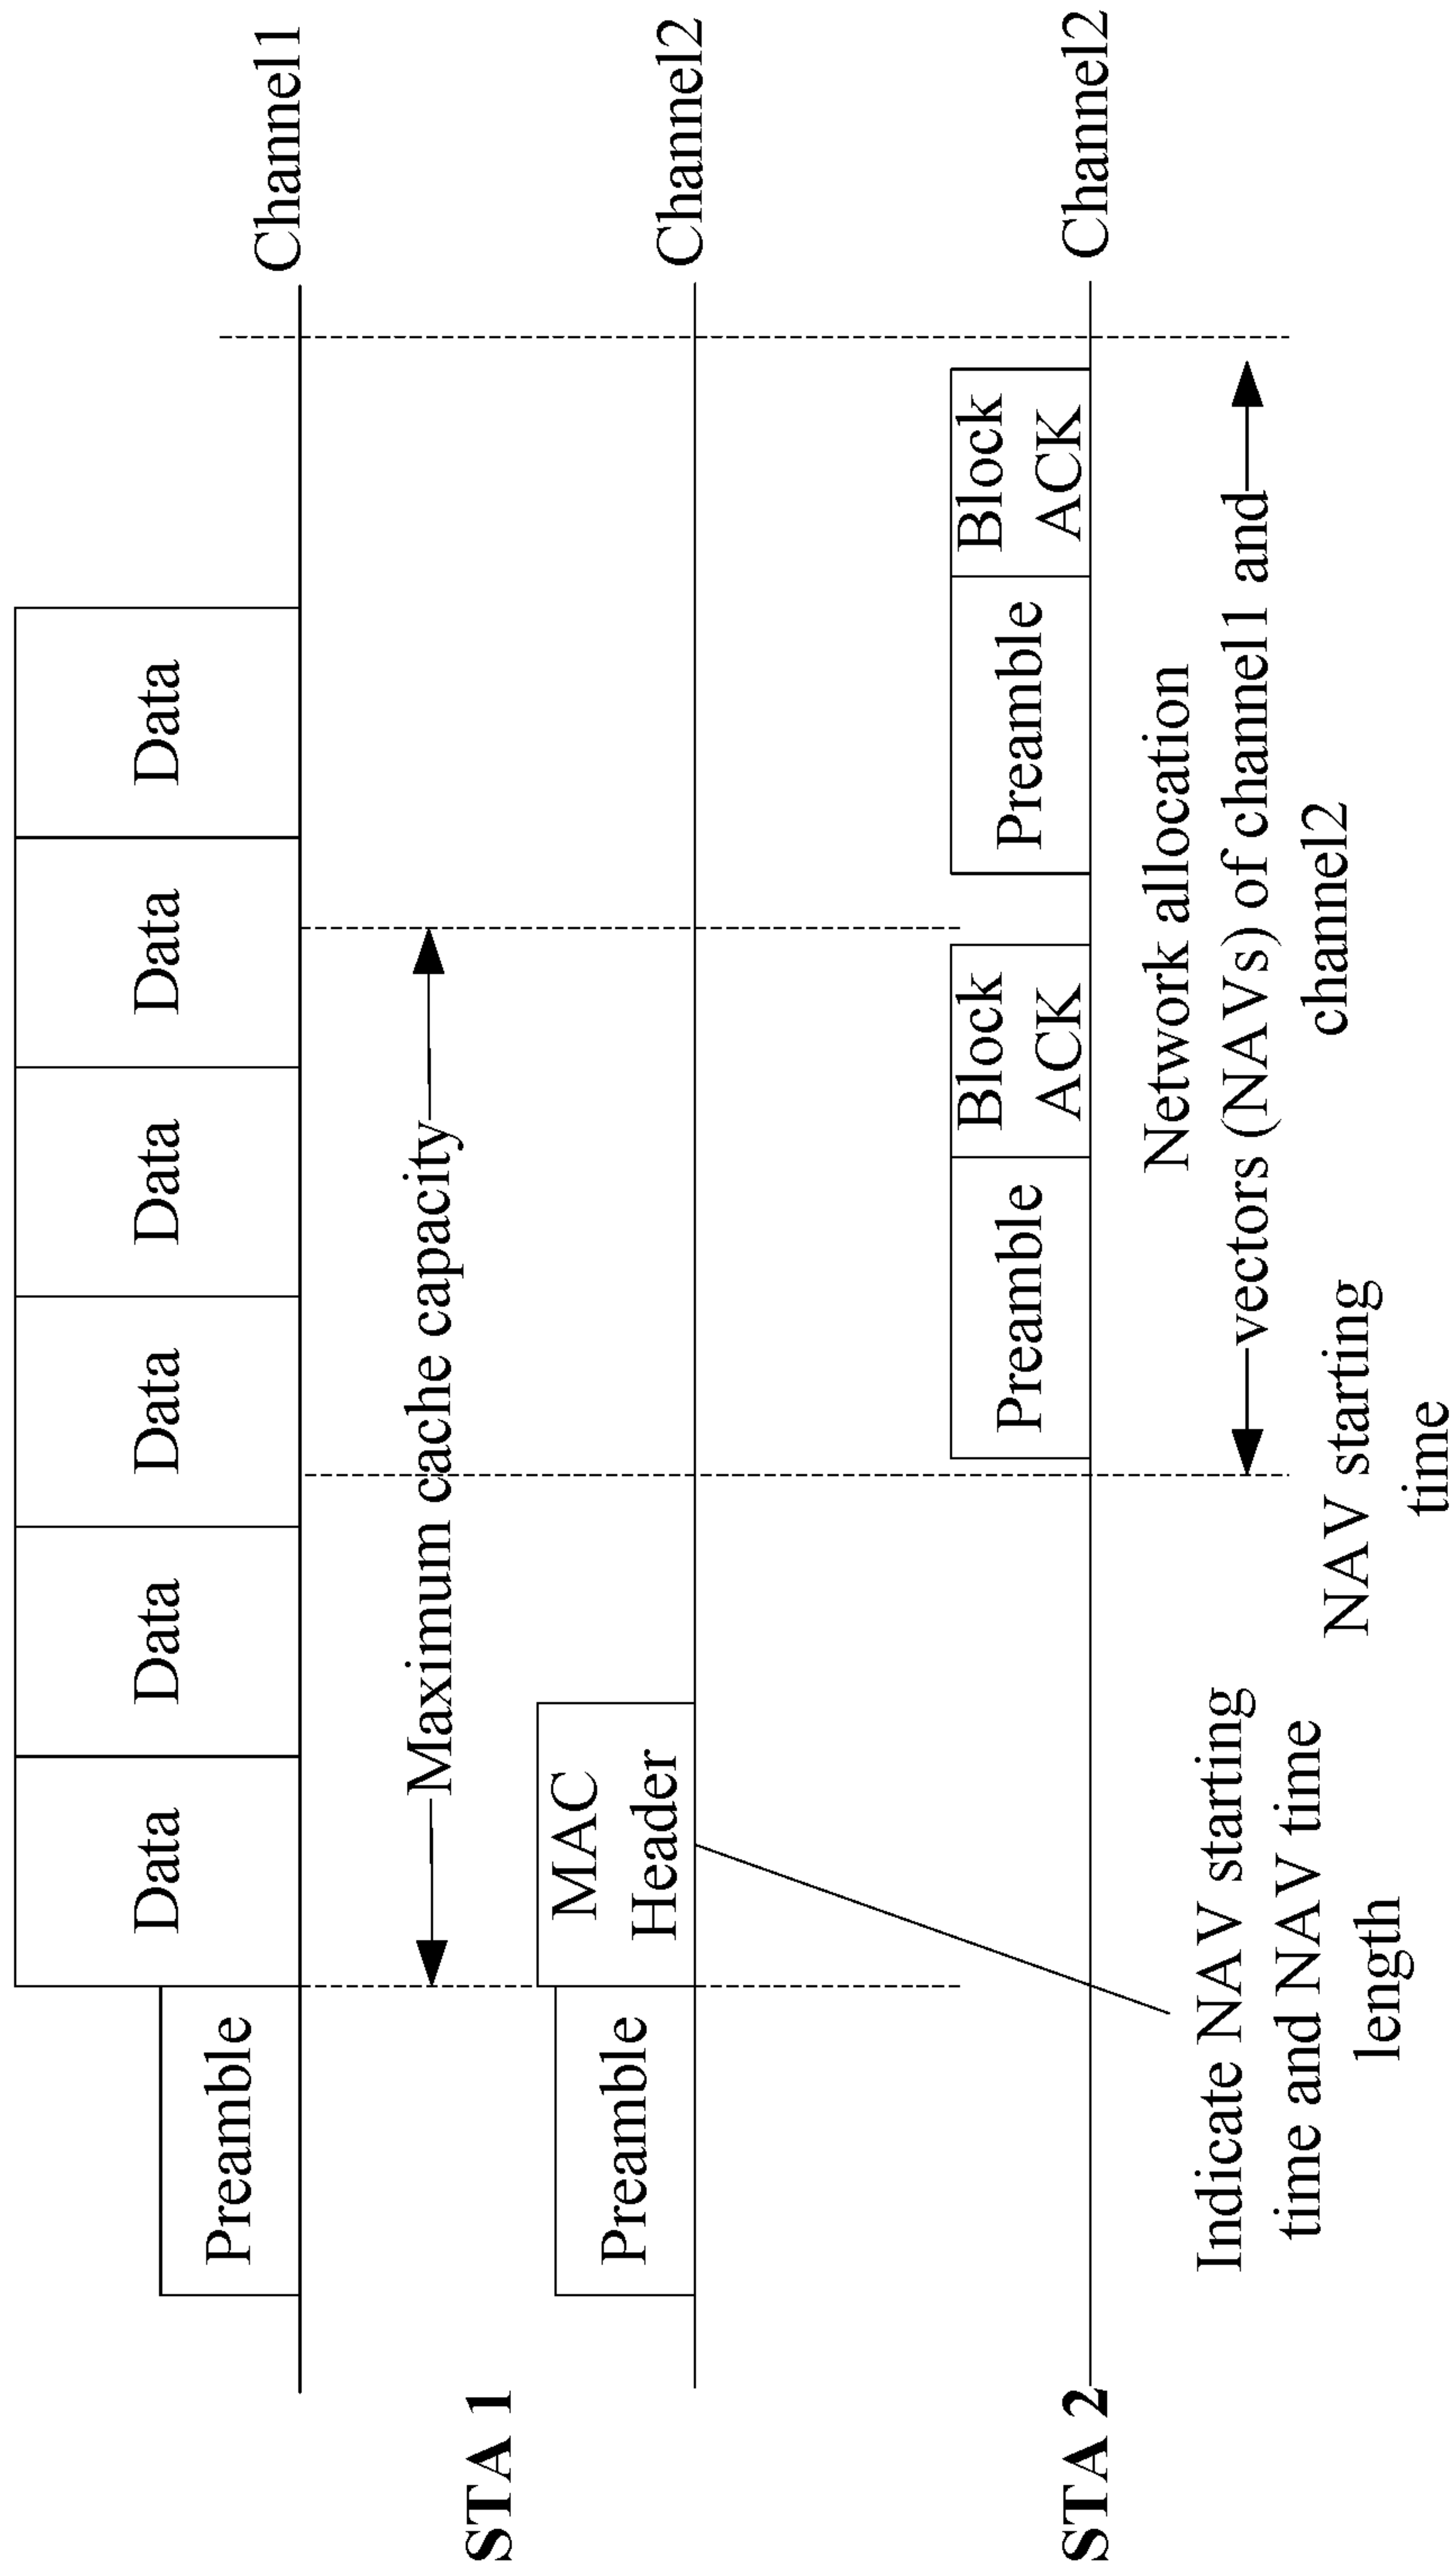 Preamble
Data
Data
Data
Data
Data
Data
Channel1
Maximum cache capacity
STA 1
Preamble
MAC
Header
Channel2
Preamble
Block
ACK
Preamble
Block
ACK
STA 2
Channel2
Indicate NAV starting
time and NAV time
length
NAV starting
time
Network allocation
vectors (NAVs) of channel1 and
channel2